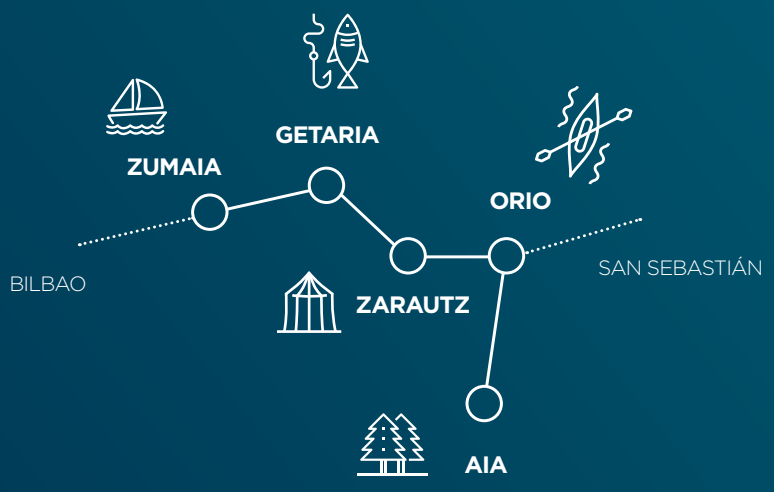 GETARIA
ZUMAIA
ORIO
BILBAO
SAN SEBASTIÁN
ZARAUTZ
AIA